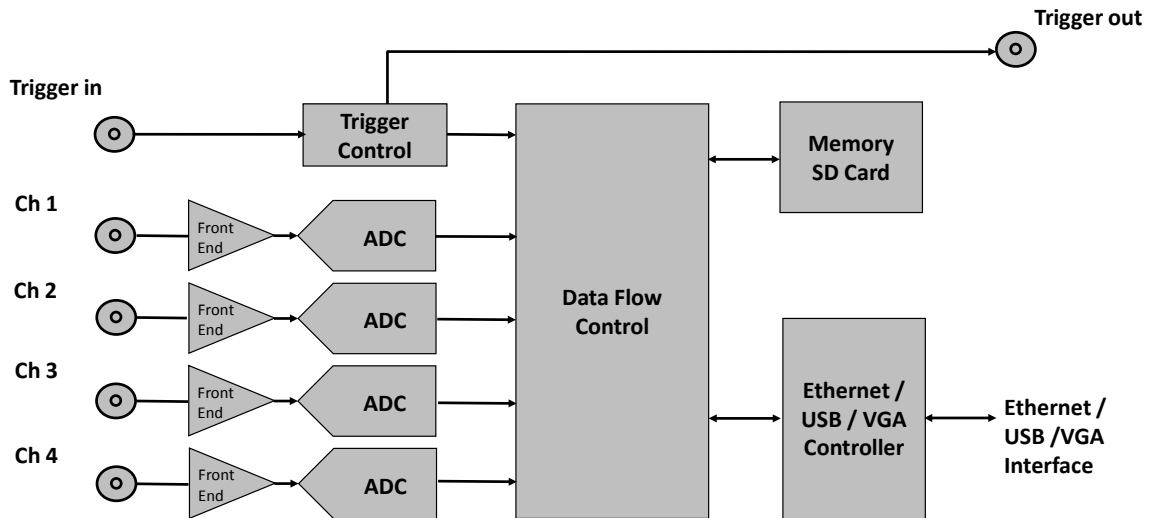 Trigger out
Trigger in
Trigger
Control
Memory
SD Card
Ch 1
Front
End
ADC
Ch 2
Front
End
ADC
Data Flow
Control
Ch 3
Front
End
ADC
Ethernet /
USB / VGA
Controller
Ethernet /
USB /VGA
Interface
Ch 4
Front
End
ADC